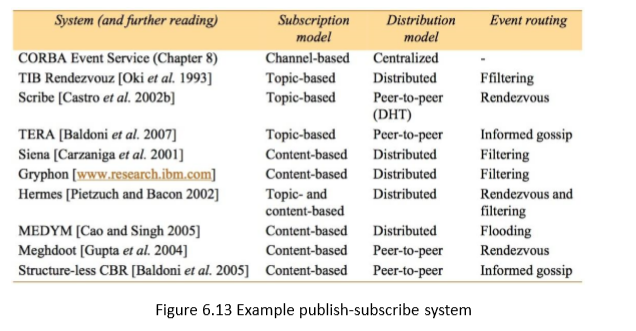 System (and further reading) Subscription model Distribution model Event routing
CORBA Event Service (Chapter 8) Channel-based Centralized -
TIB Rendezvouz [Oki et al. 1993] Topic-based Distributed Ffiltering
Scribe [Castro et al. 2002b] Topic-based Peer-to-peer (DHT) Rendezvous
TERA [Baldoni et al. 2007] Topic-based Peer-to-peer Informed gossip
Siena [Carzaniga et al. 2001] Content-based Distributed Filtering
Gryphon [www.research.ibm.com] Content-based Distributed Filtering
Hermes [Pietzuch and Bacon 2002] Topic- and content-based Distributed Rendezvous and filtering
MEDYM [Cao and Singh 2005] Content-based Distributed Flooding
Meghdoot [Gupta et al. 2004] Content-based Peer-to-peer Rendezvous
Structure-less CBR [Baldoni et al. 2005] Content-based Peer-to-peer Informed gossip
Figure 6.13 Example publish-subscribe system